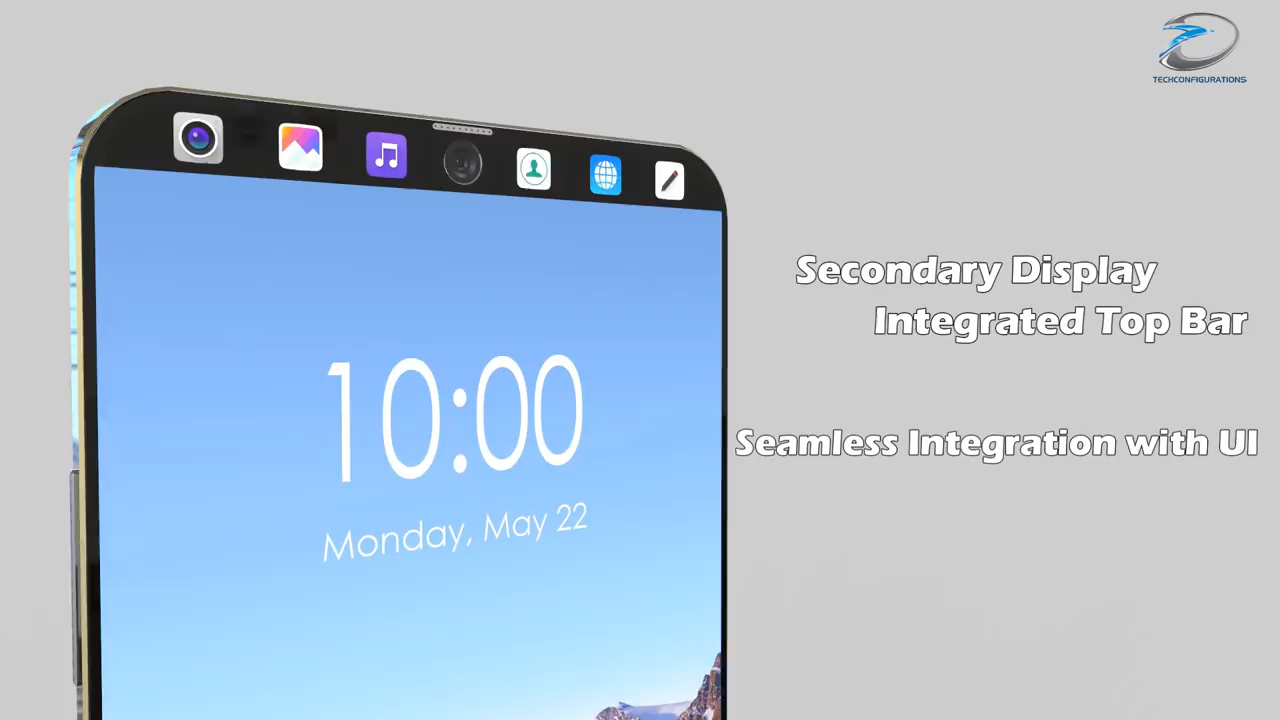 TECHCONFIGURATIONS
Secondary Display
Integrated Top Bar
Seamless Integration with UI
10:00
Monday, May 22